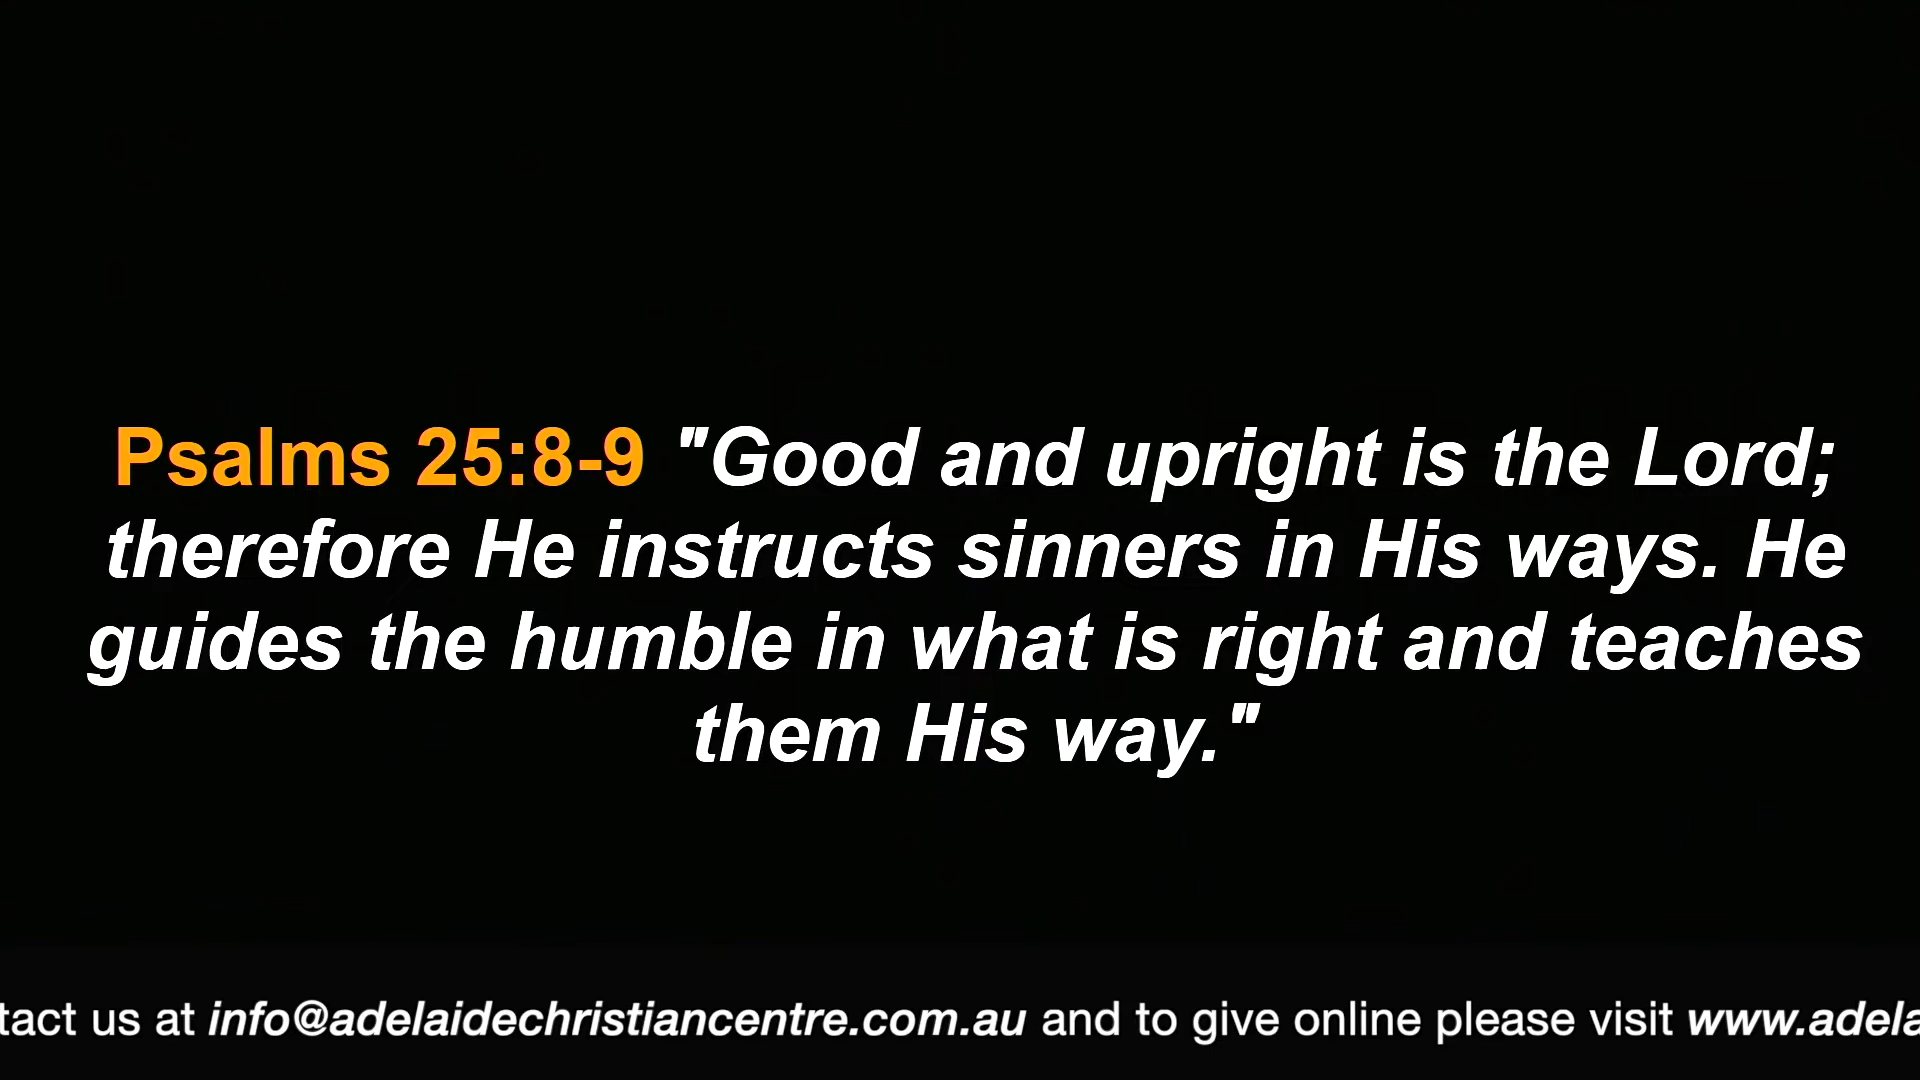 Psalms 25:8-9 "Good and upright is the Lord;
therefore He instructs sinners in His ways. He
guides the humble in what is right and teaches
them His way."
tact us at info@adelaidechristiancentre.com.au and to give online please visit www.adela